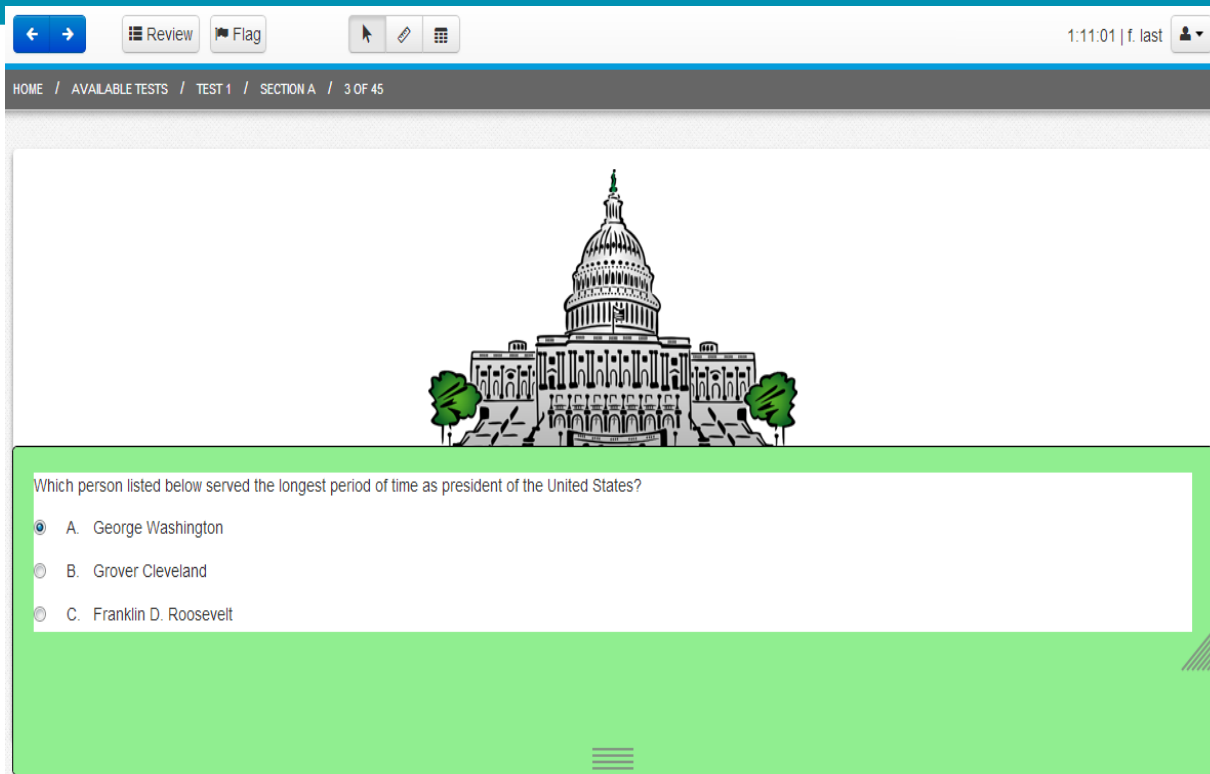 Review Flag 1:11:01 | f. last
HOME / AVAILABLE TESTS / TEST 1 / SECTION A / 3 OF 45
Which person listed below served the longest period of time as president of the United States?
A. George Washington
B. Grover Cleveland
C. Franklin D. Roosevelt